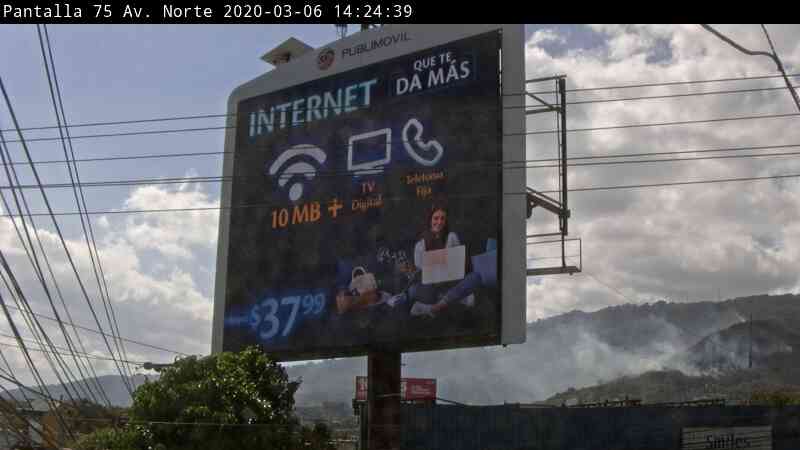 Pantalla 75 Av. Norte 2020-03-06 14:24:39
PUBLIMOVIL
INTERNET
QUE TE
DA MÁS
10 MB +
TV
Digital
Telefonía
Fija
$37.99
Smiles